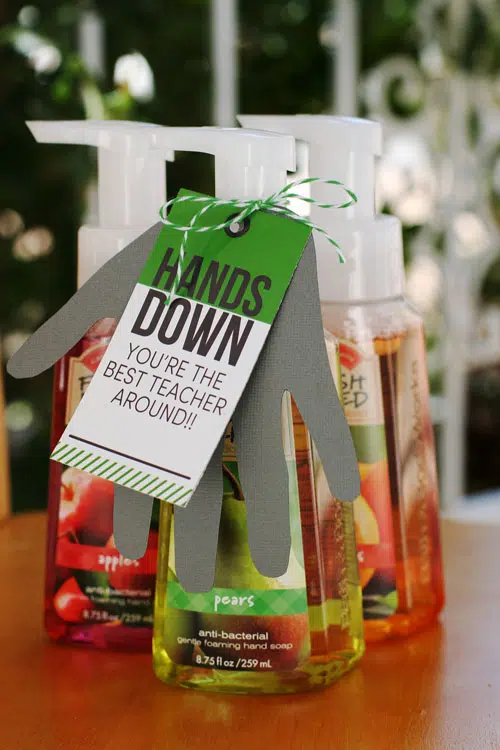 HANDS
DOWN
YOU'RE THE
BEST TEACHER
AROUND!!
apples
anti-bacterial
pears
anti-bacterial
gentle foaming hand soap
8.75 fl oz / 259 mL